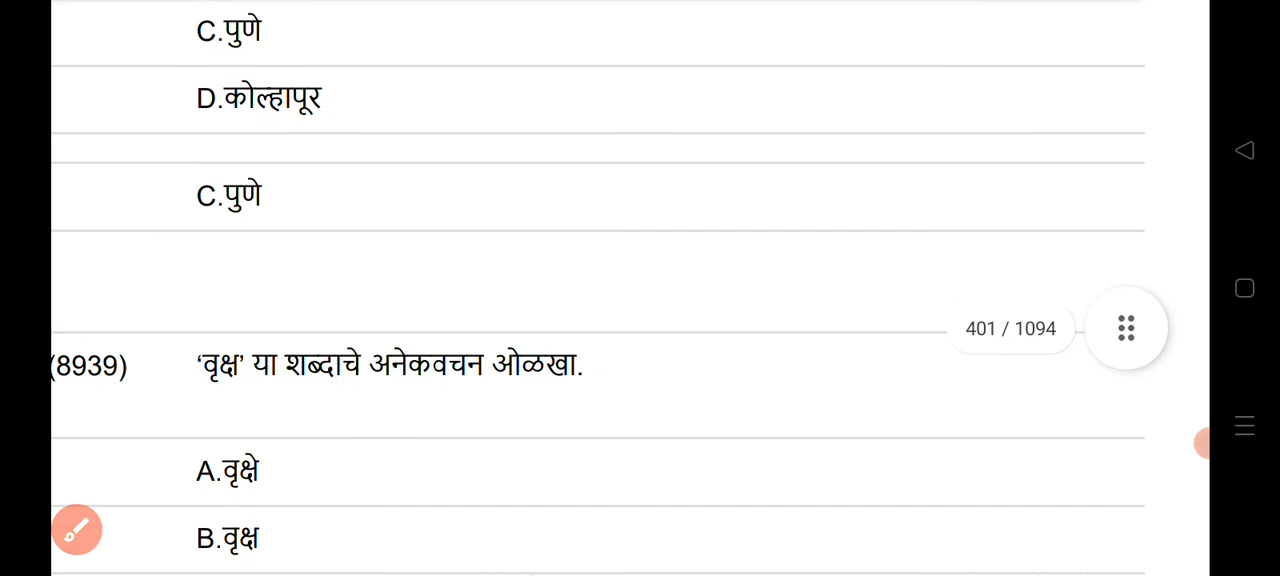 C.पुणे
D.कोल्हापूर
C.पुणे
401 / 1094
(8939) ‘वृक्ष’ या शब्दाचे अनेकवचन ओळखा.
A.वृक्षे
B.वृक्ष